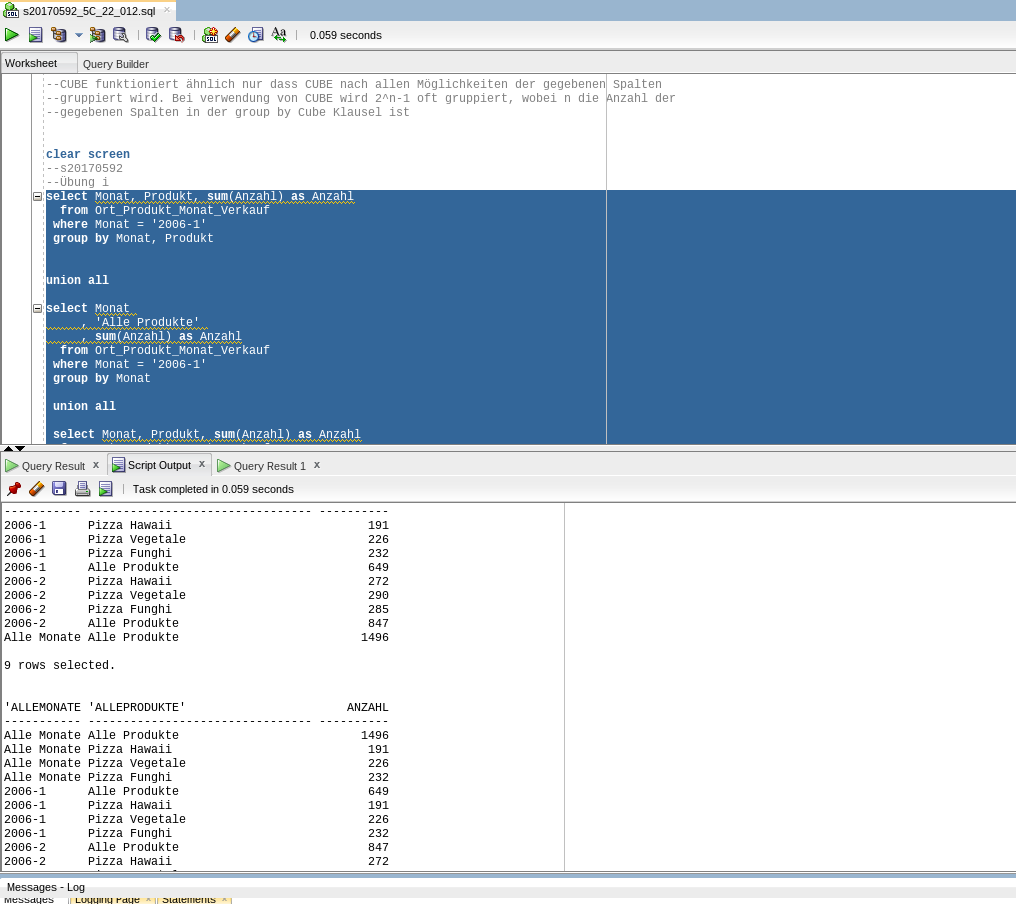 s20170592_5C_22_012.sql
0.059 seconds
Worksheet
Query Builder
--CUBE funktioniert ähnlich nur dass CUBE nach allen Möglichkeiten der gegebenen Spalten
--gruppiert wird. Bei verwendung von CUBE wird 2^n-1 oft gruppiert, wobei n die Anzahl der
--gegebenen Spalten in der group by Cube Klausel ist
clear screen
--s20170592
--Übung i
select Monat, Produkt, sum(Anzahl) as Anzahl
from Ort_Produkt_Monat_Verkauf
where Monat = '2006-1'
group by Monat, Produkt
union all
select Monat
, 'Alle Produkte'
, sum(Anzahl) as Anzahl
from Ort_Produkt_Monat_Verkauf
where Monat = '2006-1'
group by Monat
union all
select Monat, Produkt, sum(Anzahl) as Anzahl
Query Result x Script Output x Query Result 1 x
Task completed in 0.059 seconds
----------- -------------------------------- ----------
2006-1 Pizza Hawaii 191
2006-1 Pizza Vegetale 226
2006-1 Pizza Funghi 232
2006-1 Alle Produkte 649
2006-2 Pizza Hawaii 272
2006-2 Pizza Vegetale 290
2006-2 Pizza Funghi 285
2006-2 Alle Produkte 847
Alle Monate Alle Produkte 1496
9 rows selected.
'ALLEMONATE 'ALLEPRODUKTE' ANZAHL
----------- -------------------------------- ----------
Alle Monate Alle Produkte 1496
Alle Monate Pizza Hawaii 191
Alle Monate Pizza Vegetale 226
Alle Monate Pizza Funghi 232
2006-1 Alle Produkte 649
2006-1 Pizza Hawaii 191
2006-1 Pizza Vegetale 226
2006-1 Pizza Funghi 232
2006-2 Alle Produkte 847
2006-2 Pizza Hawaii 272
Messages - Log
Messages Logging Page × Statements ×